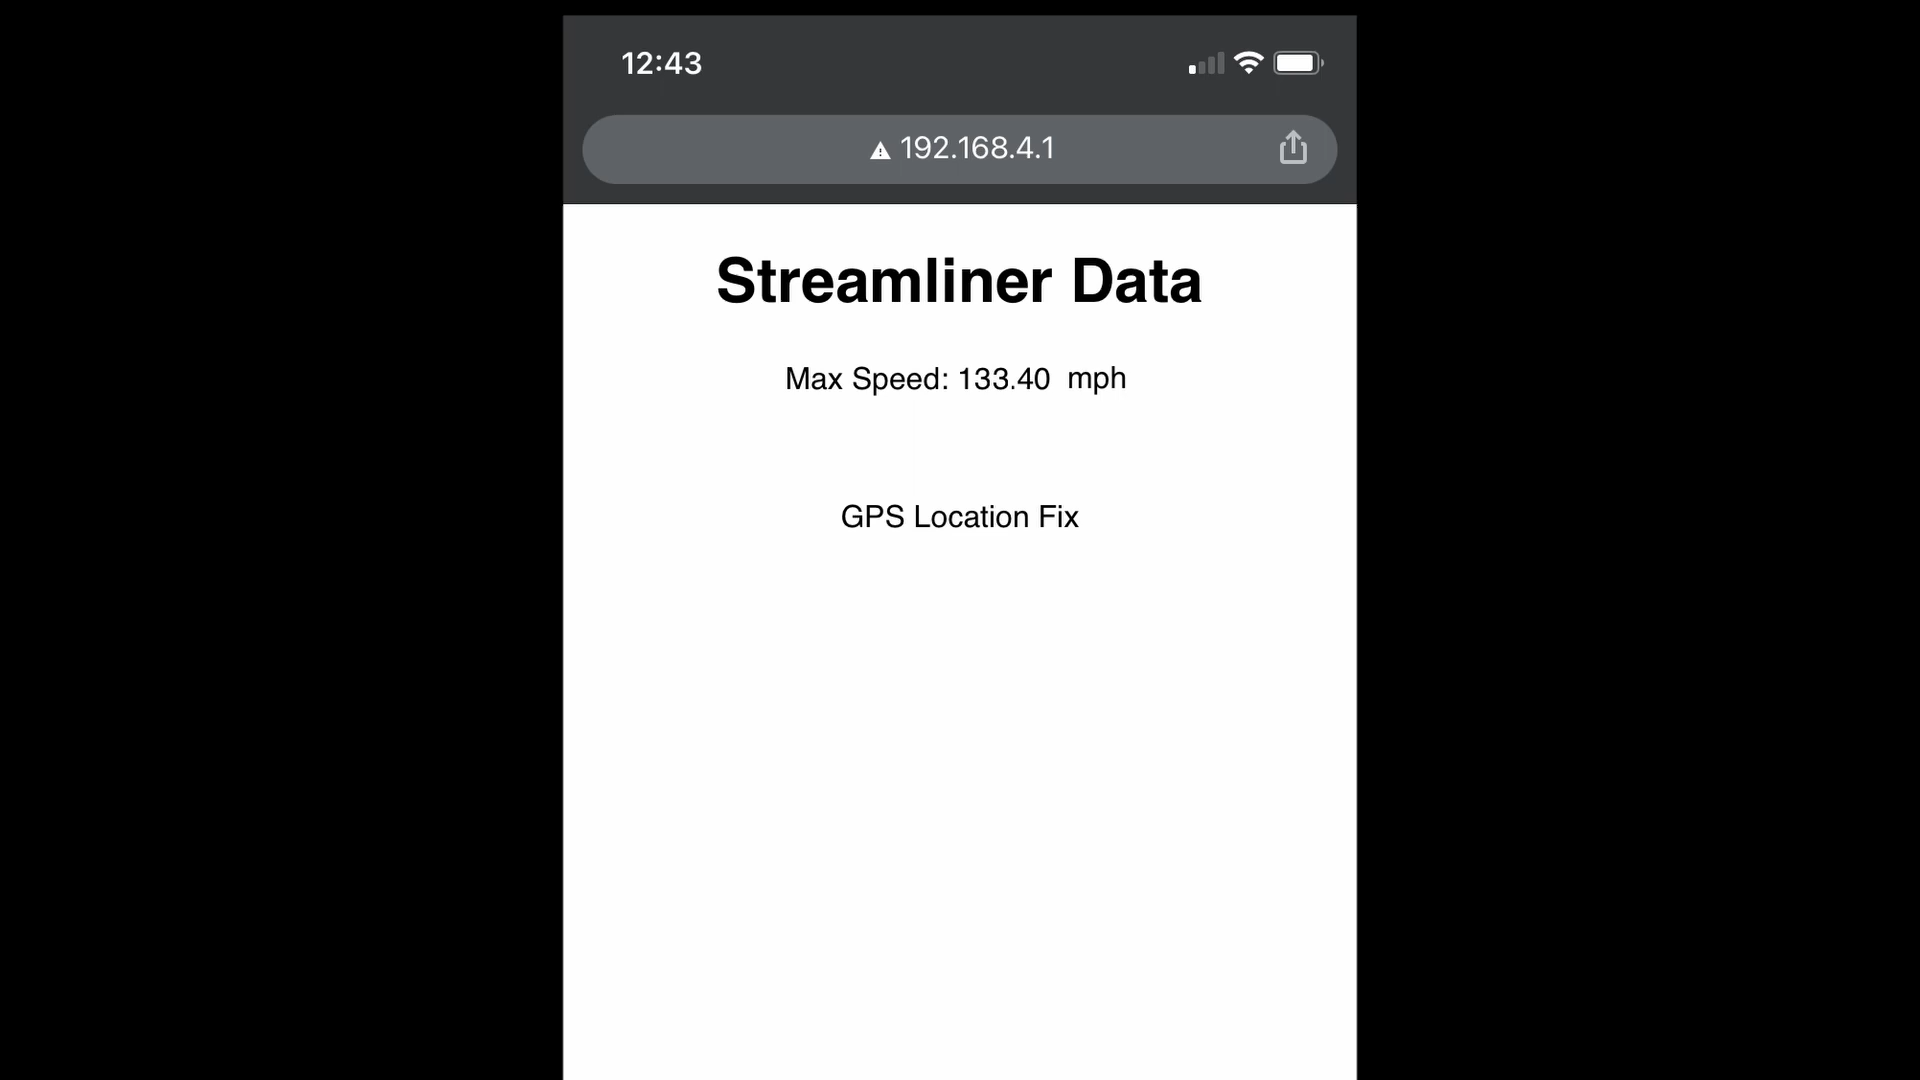 12:43
192.168.4.1
Streamliner Data
Max Speed: 133.40 mph
GPS Location Fix